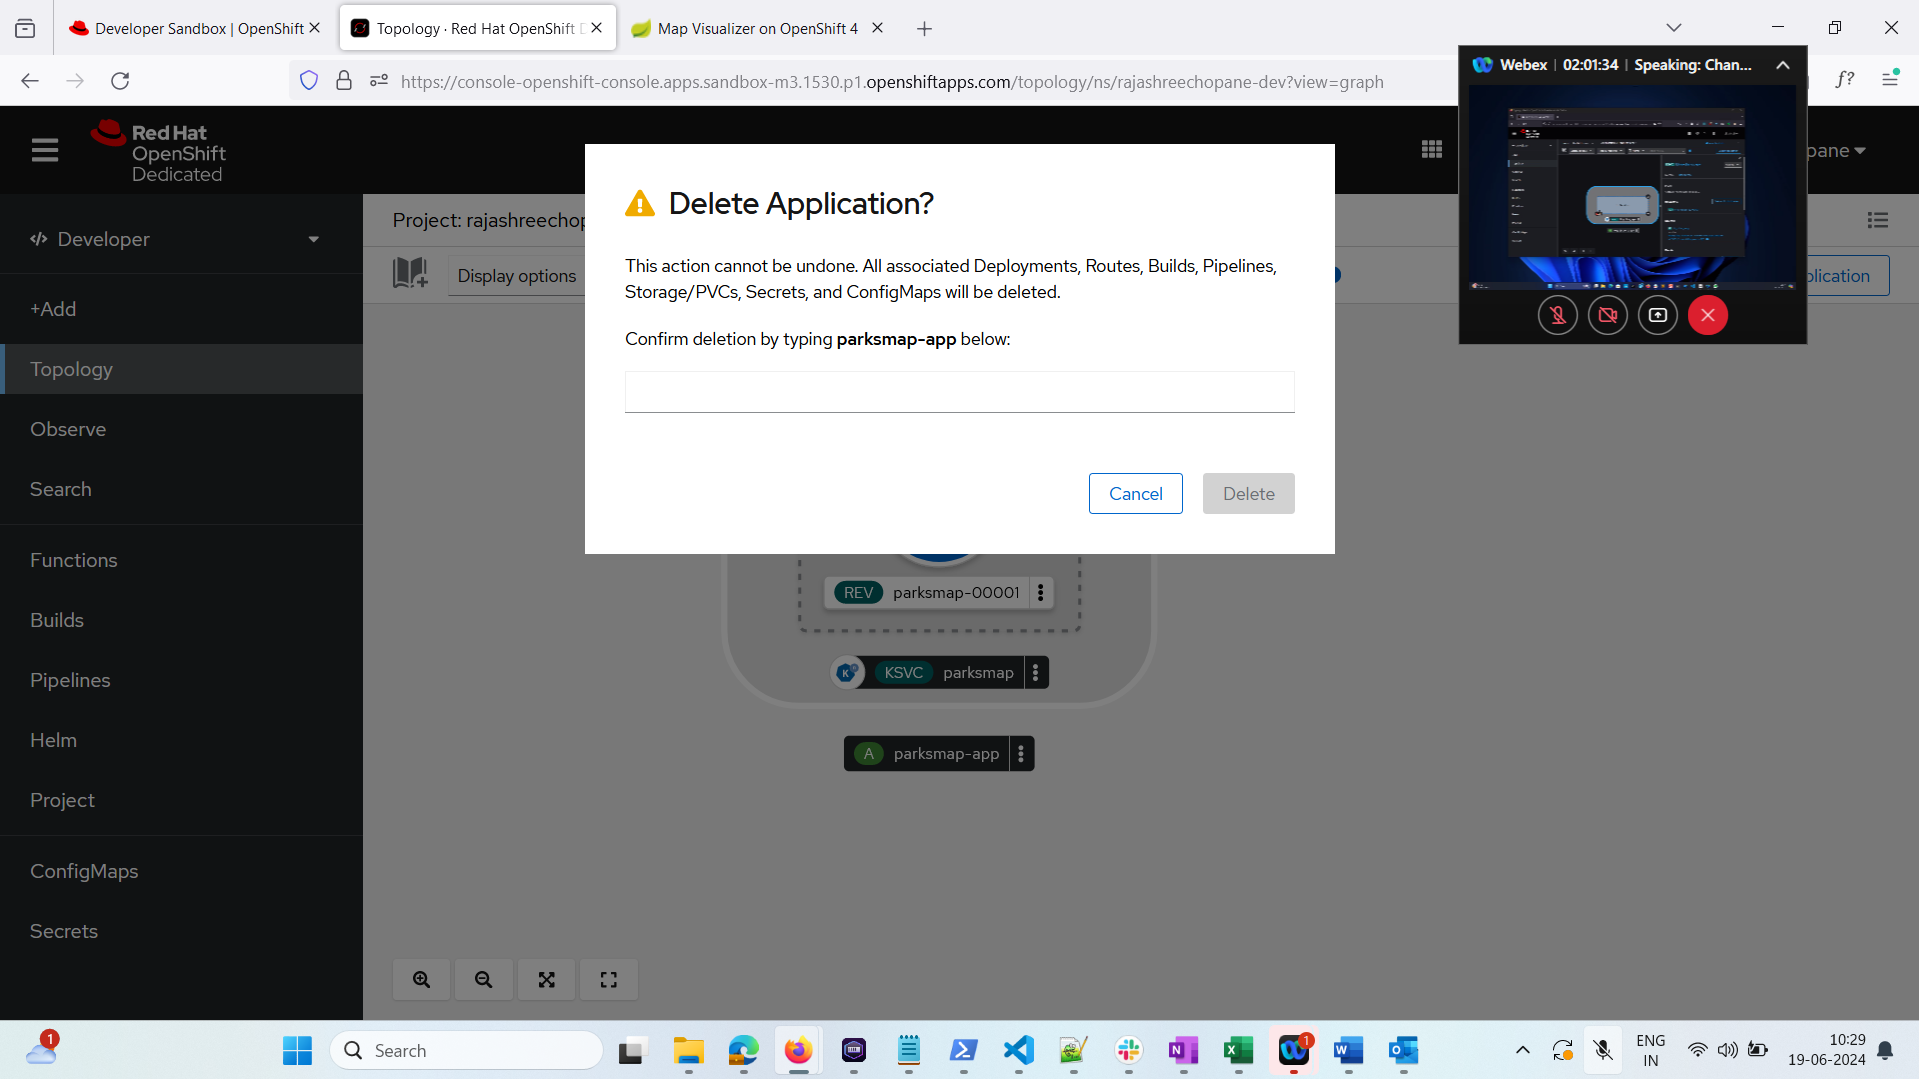 Developer Sandbox | OpenShift
Topology · Red Hat OpenShift D
Map Visualizer on OpenShift 4
https://console-openshift-console.apps.sandbox-m3.1530.p1.openshiftapps.com/topology/ns/rajashreechopane-dev?view=graph
f?
Webex | 02:01:34 | Speaking: Chan...
Red Hat
OpenShift
Dedicated
pane
Developer
+Add
Topology
Observe
Search
Functions
Builds
Pipelines
Helm
Project
ConfigMaps
Secrets
Project: rajashreechop
Display options
plication
Delete Application?
This action cannot be undone. All associated Deployments, Routes, Builds, Pipelines,
Storage/PVCs, Secrets, and ConfigMaps will be deleted.
Confirm deletion by typing parksmap-app below:
Cancel
Delete
REV parksmap-00001
KSVC parksmap
A parksmap-app
1
Search
1
ENG
IN
10:29
19-06-2024